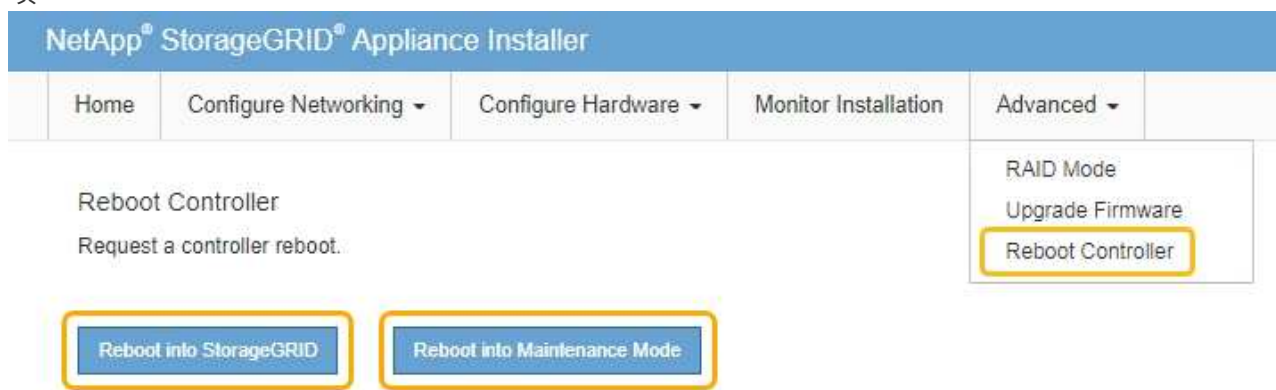 NetApp® StorageGRID® Appliance Installer
Home Configure Networking Configure Hardware Monitor Installation Advanced
RAID Mode
Upgrade Firmware
Reboot Controller
Reboot Controller
Request a controller reboot.
Reboot into StorageGRID Reboot into Maintenance Mode